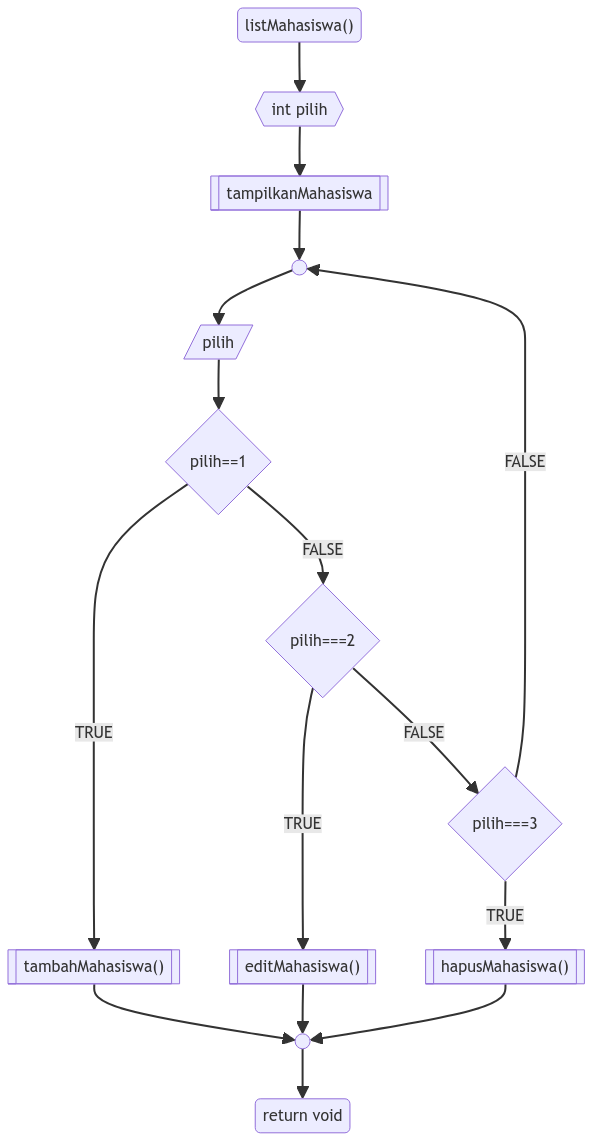 listMahasiswa()
int pilih
tampilkanMahasiswa
pilih
pilih==1
FALSE
FALSE
pilih===2
TRUE
FALSE
TRUE
pilih===3
TRUE
tambahMahasiswa()
editMahasiswa()
hapusMahasiswa()
return void